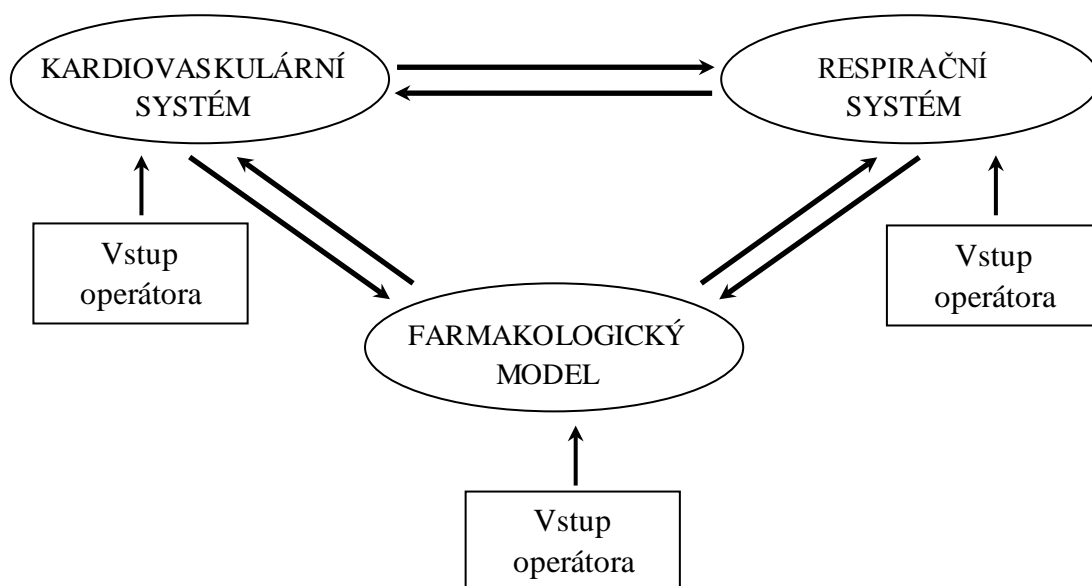 KARDIOVASKULÁRNÍ
SYSTÉM
RESPIRAČNÍ
SYSTÉM
Vstup
operátora
Vstup
operátora
FARMAKOLOGICKÝ
MODEL
Vstup
operátora